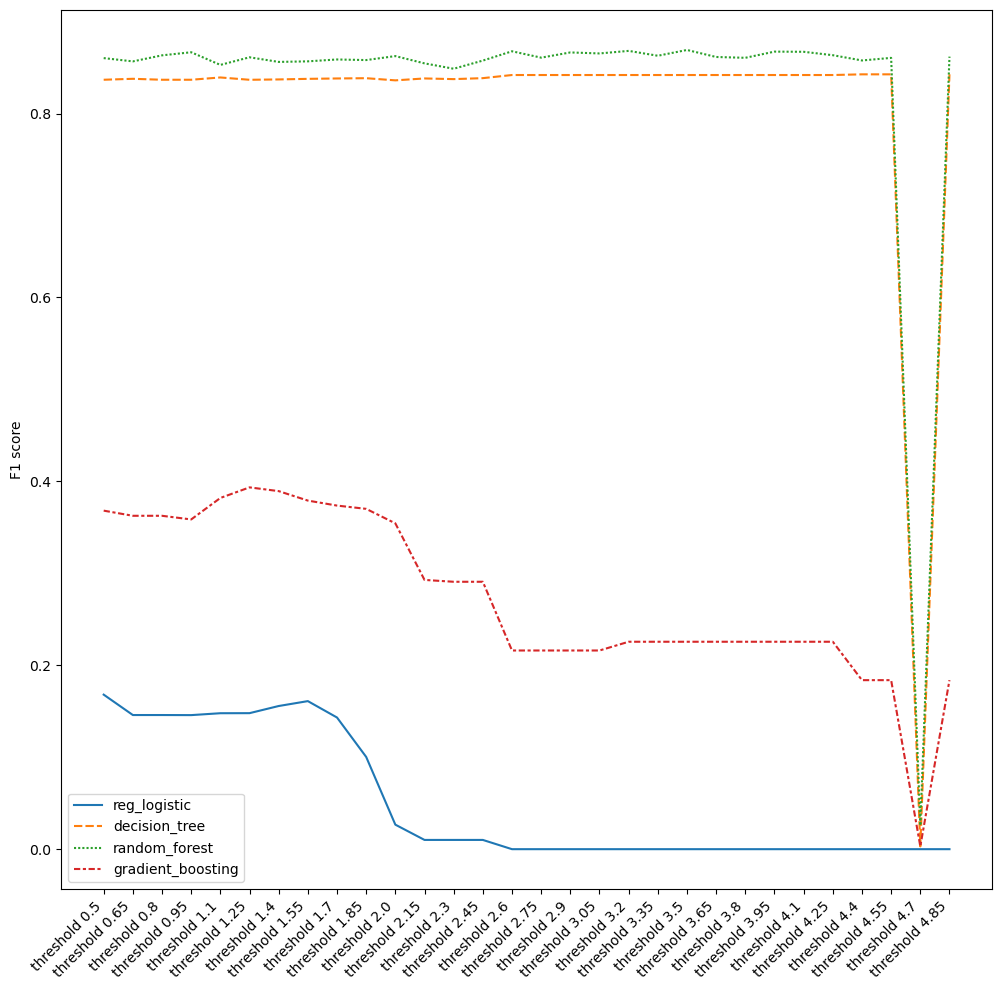 F1 score
0.8
0.6
0.4
0.2
0.0
reg_logistic
decision_tree
random_forest
gradient_boosting
threshold 0.5
threshold 0.65
threshold 0.8
threshold 0.95
threshold 1.1
threshold 1.25
threshold 1.4
threshold 1.55
threshold 1.7
threshold 1.85
threshold 2.0
threshold 2.15
threshold 2.3
threshold 2.45
threshold 2.6
threshold 2.75
threshold 2.9
threshold 3.05
threshold 3.2
threshold 3.35
threshold 3.5
threshold 3.65
threshold 3.8
threshold 3.95
threshold 4.1
threshold 4.25
threshold 4.4
threshold 4.55
threshold 4.7
threshold 4.85